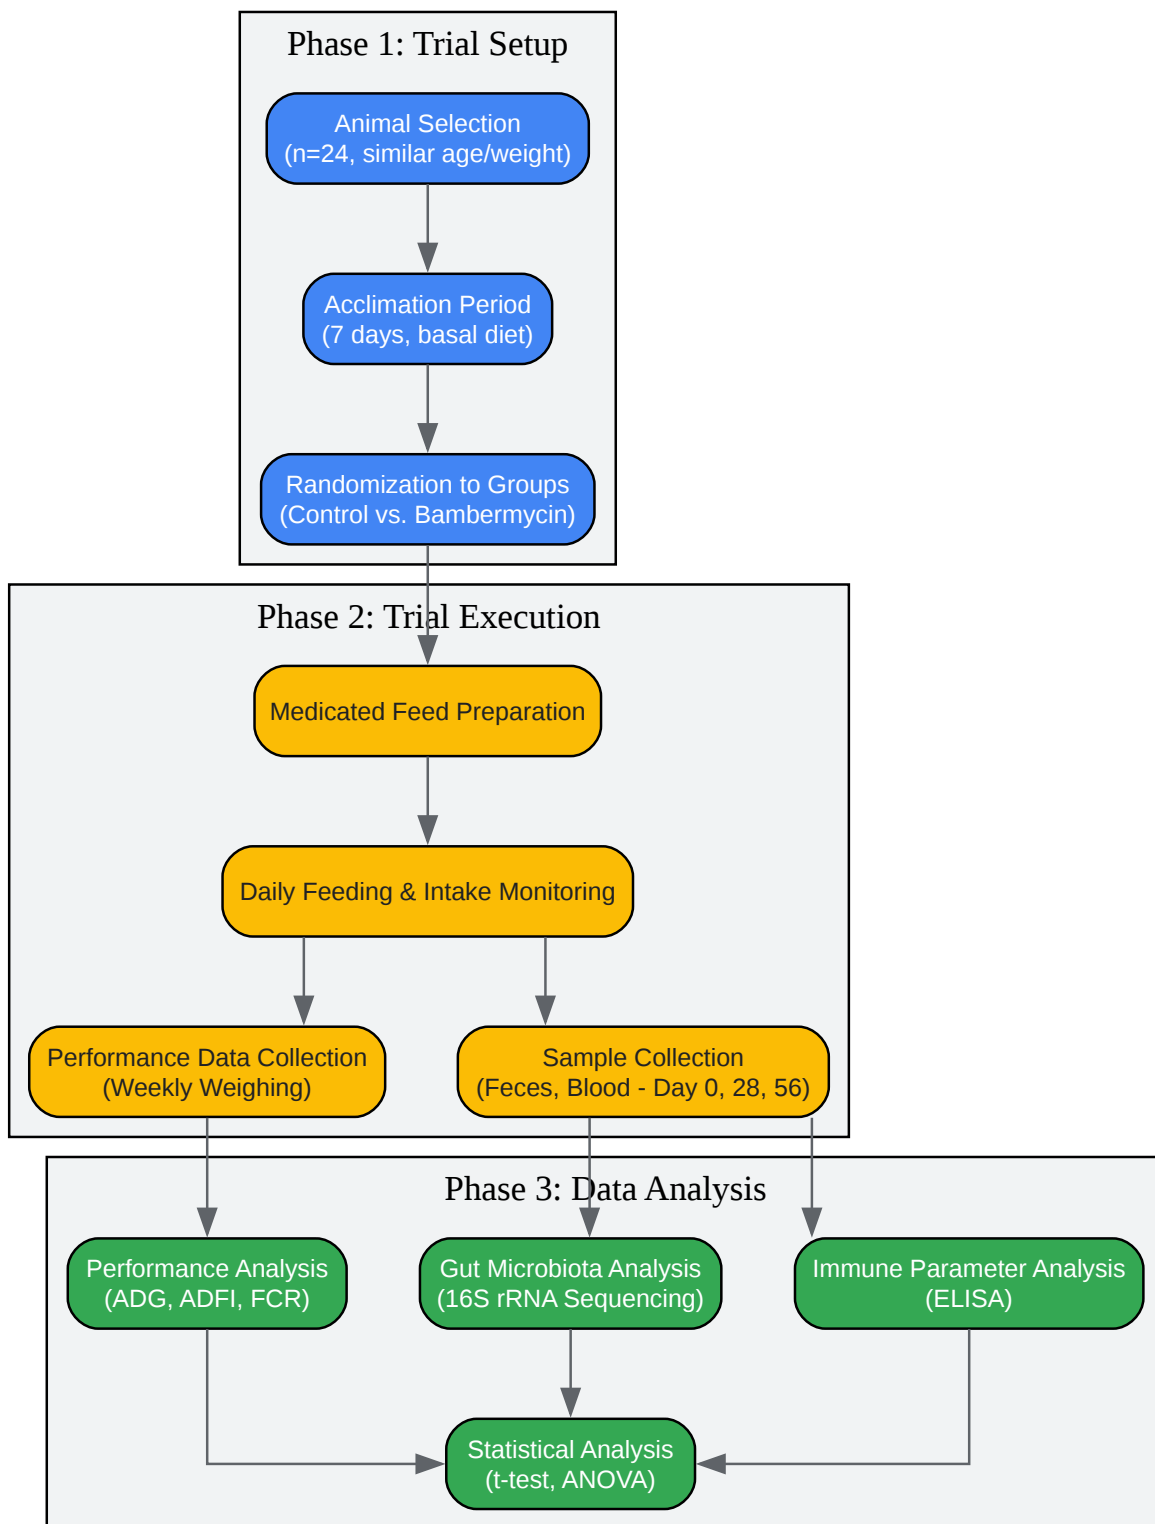 Phase 1: Trial Setup
Animal Selection
(n=24, similar age/weight)
Acclimation Period
(7 days, basal diet)
Randomization to Groups
(Control vs. Bambermycin)
Phase 2: Trial Execution
Medicated Feed Preparation
Daily Feeding & Intake Monitoring
Performance Data Collection
(Weekly Weighing)
Sample Collection
(Feces, Blood - Day 0, 28, 56)
Phase 3: Data Analysis
Performance Analysis
(ADG, ADFI, FCR)
Gut Microbiota Analysis
(16S rRNA Sequencing)
Immune Parameter Analysis
(ELISA)
Statistical Analysis
(t-test, ANOVA)